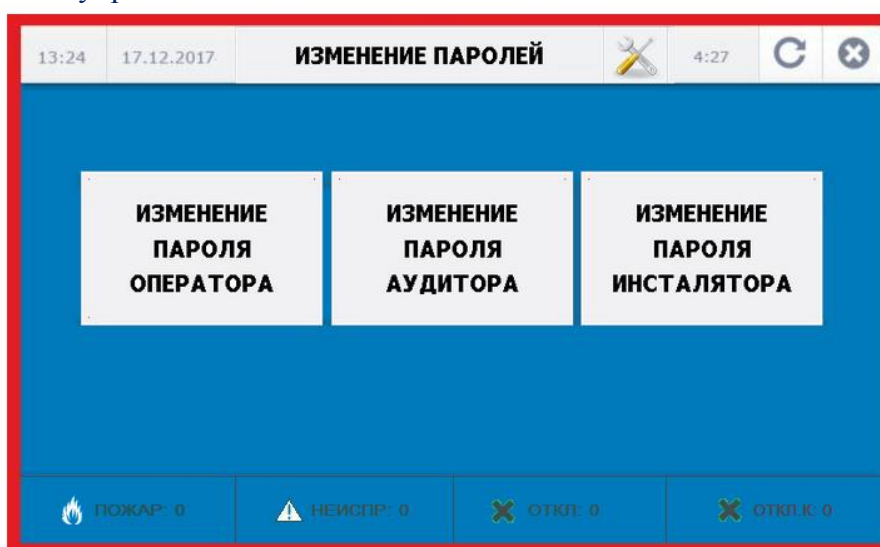 13:24 17.12.2017 ИЗМЕНЕНИЕ ПАРОЛЕЙ 4:27
ИЗМЕНЕНИЕ ПАРОЛЯ ОПЕРАТОРА
ИЗМЕНЕНИЕ ПАРОЛЯ АУДИТОРА
ИЗМЕНЕНИЕ ПАРОЛЯ ИНСТАЛЯТОРА
ПОЖАР: 0 НЕИСПР: 0 ОТКЛ: 0 ОТКЛ.К: 0